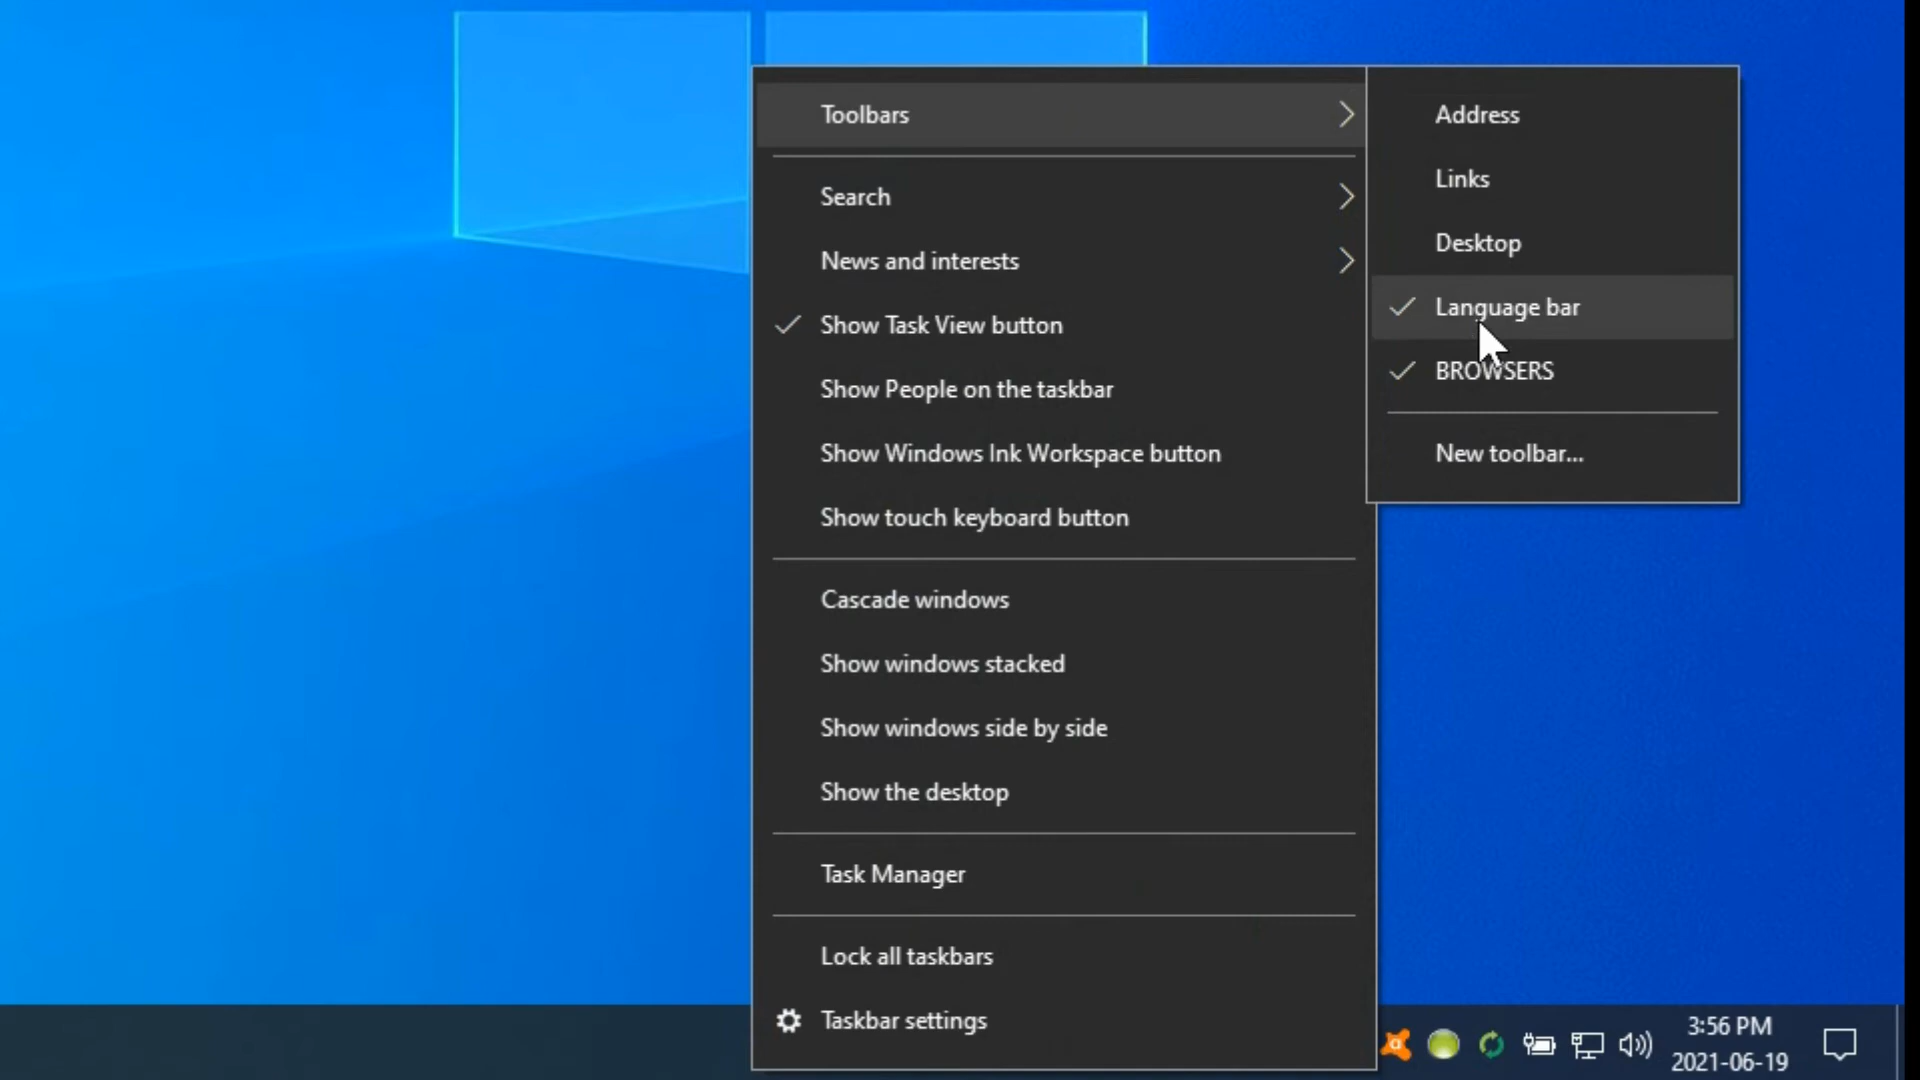 Toolbars
Search
News and interests
Show Task View button
Show People on the taskbar
Show Windows Ink Workspace button
Show touch keyboard button
Cascade windows
Show windows stacked
Show windows side by side
Show the desktop
Task Manager
Lock all taskbars
Taskbar settings
Address
Links
Desktop
Language bar
BROWSERS
New toolbar...
3:56 PM
2021-06-19